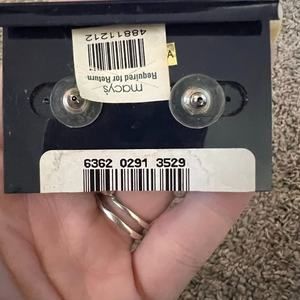 48811212
Required for Return
macy's
A
6362 0291 3529